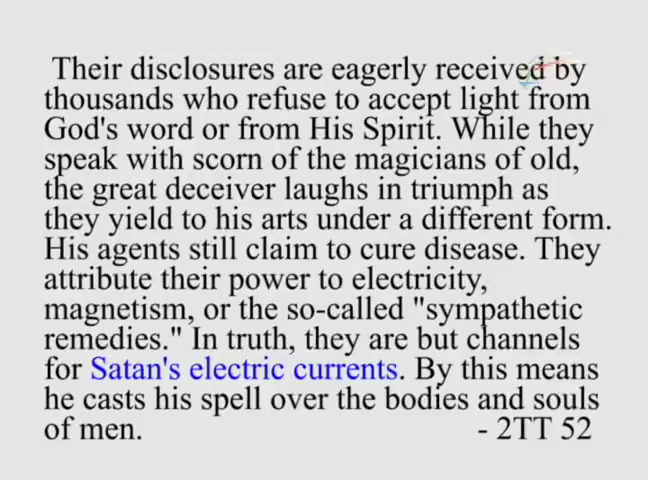 Their disclosures are eagerly received by
thousands who refuse to accept light from
God's word or from His Spirit. While they
speak with scorn of the magicians of old,
the great deceiver laughs in triumph as
they yield to his arts under a different form.
His agents still claim to cure disease. They
attribute their power to electricity,
magnetism, or the so-called "sympathetic
remedies." In truth, they are but channels
for Satan's electric currents. By this means
he casts his spell over the bodies and souls
of men. - 2TT 52